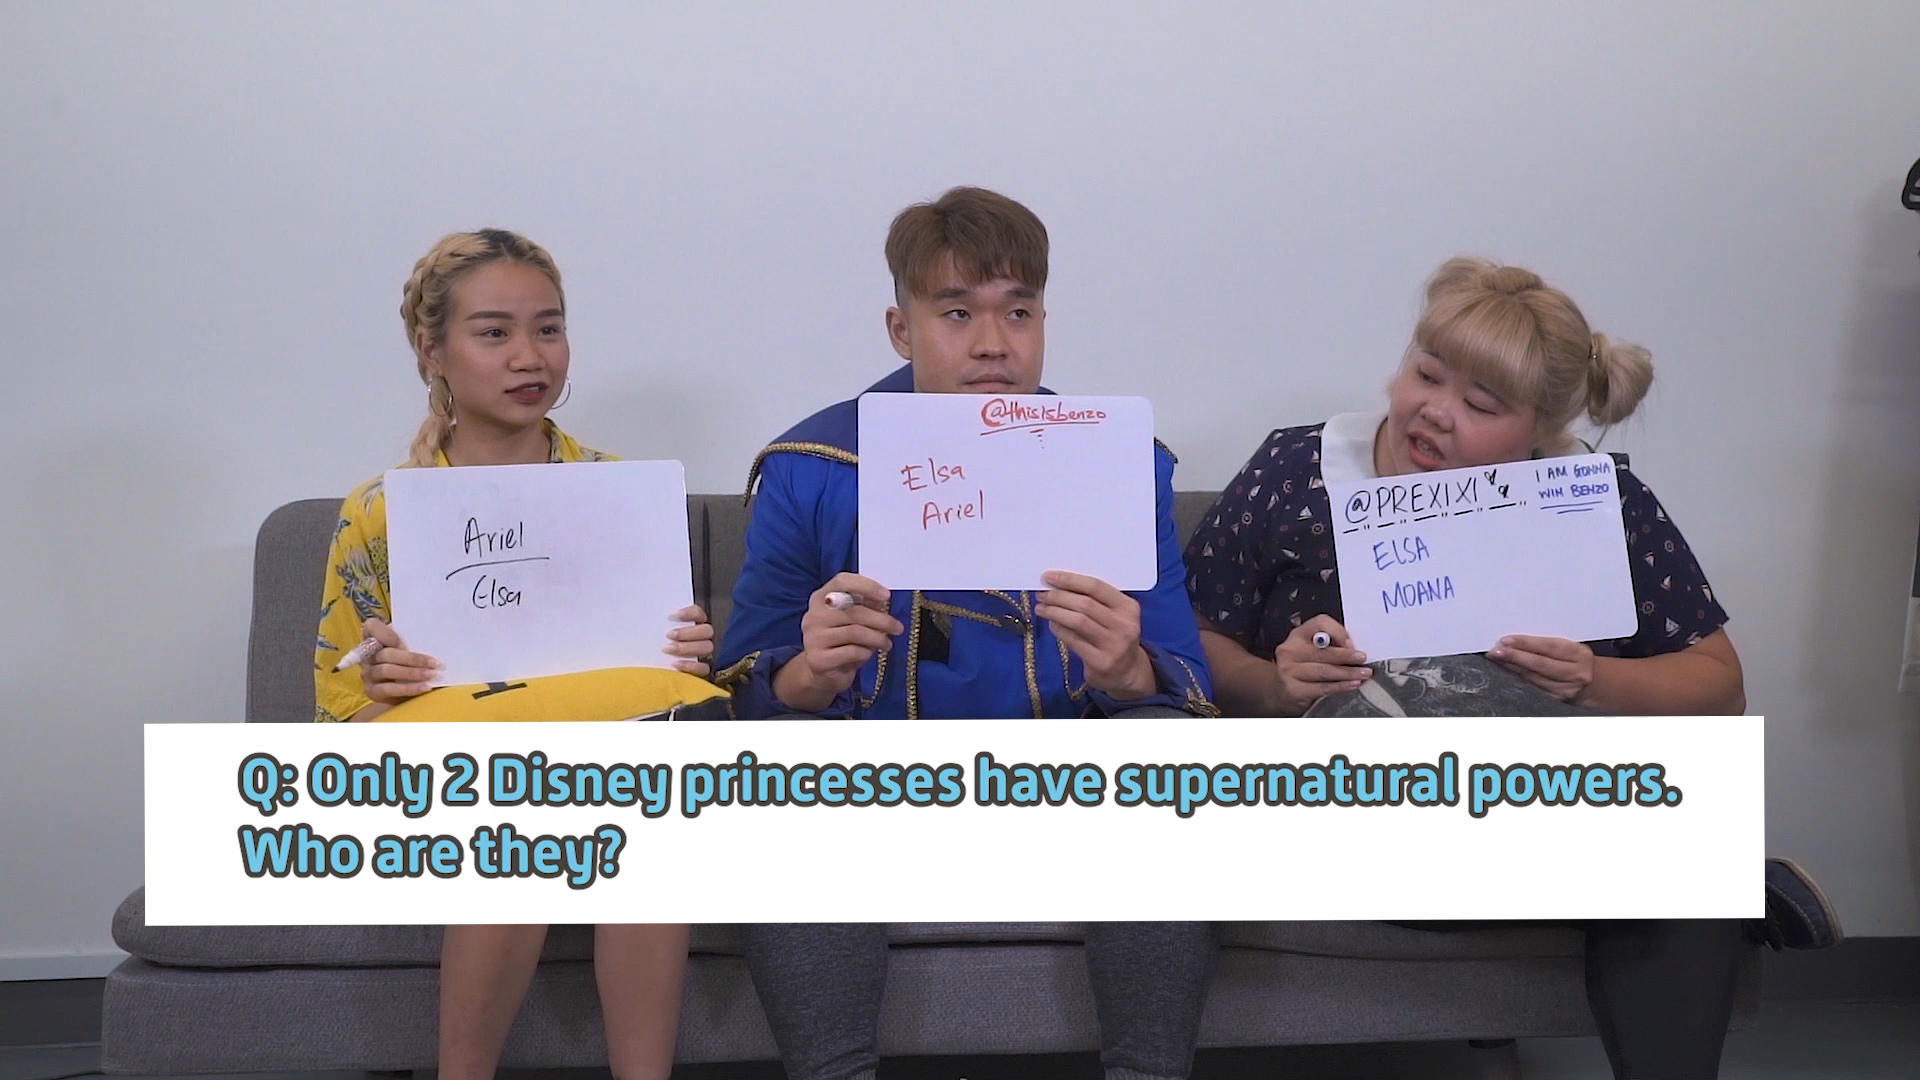 Ariel
Elsa
@thisisbenzo
Elsa
Ariel
@PREXIXI
I AM GONNA
WIN BENZO
ELSA
MOANA
Q: Only 2 Disney princesses have supernatural powers.
Who are they?